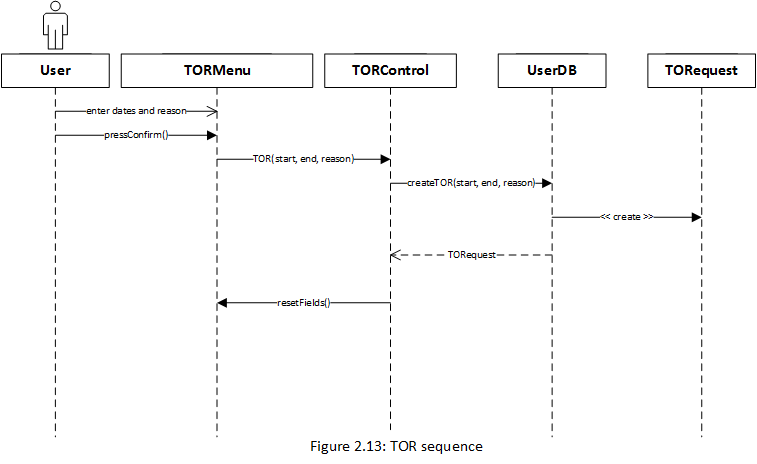 User
TORMenu
TORControl
UserDB
TORequest
enter dates and reason
pressConfirm()
TOR(start, end, reason)
createTOR(start, end, reason)
<< create >>
TORequest
resetFields()
Figure 2.13: TOR sequence